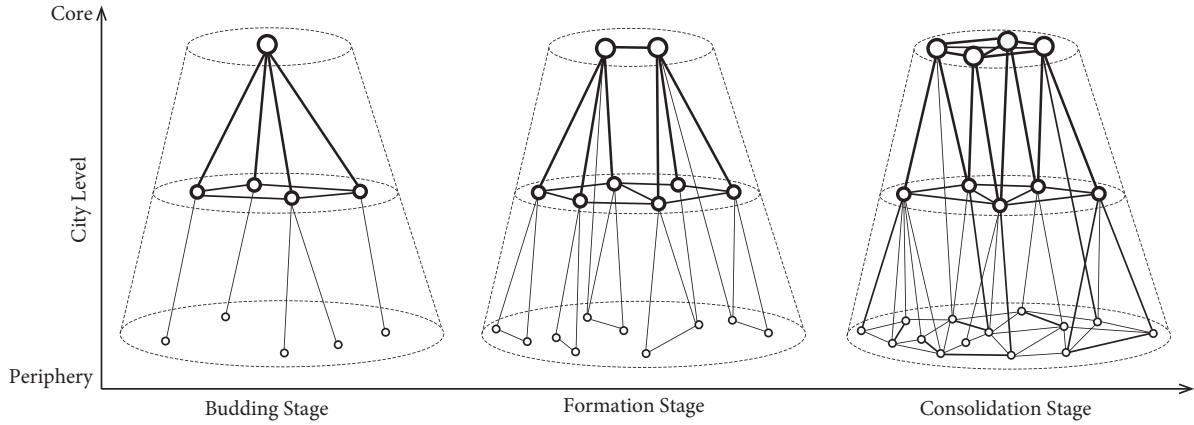 Core
City Level
Periphery
Budding Stage
Formation Stage
Consolidation Stage